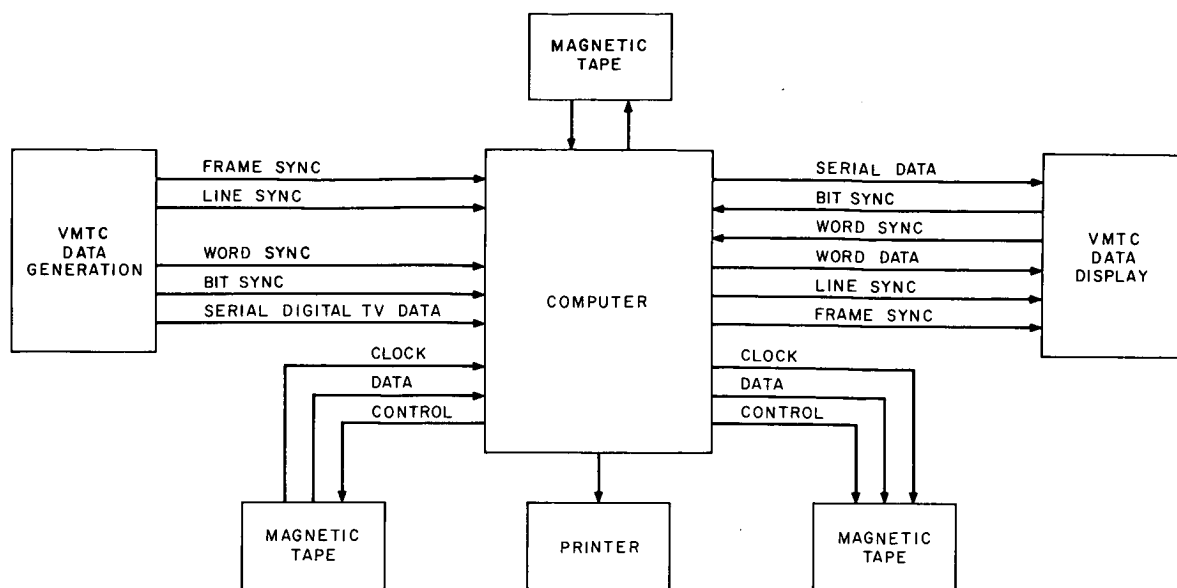 MAGNETIC
TAPE
FRAME SYNC
LINE SYNC
VMTC
DATA
GENERATION
WORD SYNC
BIT SYNC
SERIAL DIGITAL TV DATA
COMPUTER
SERIAL DATA
BIT SYNC
WORD SYNC
WORD DATA
LINE SYNC
FRAME SYNC
VMTC
DATA
DISPLAY
CLOCK
DATA
CONTROL
CLOCK
DATA
CONTROL
MAGNETIC
TAPE
PRINTER
MAGNETIC
TAPE